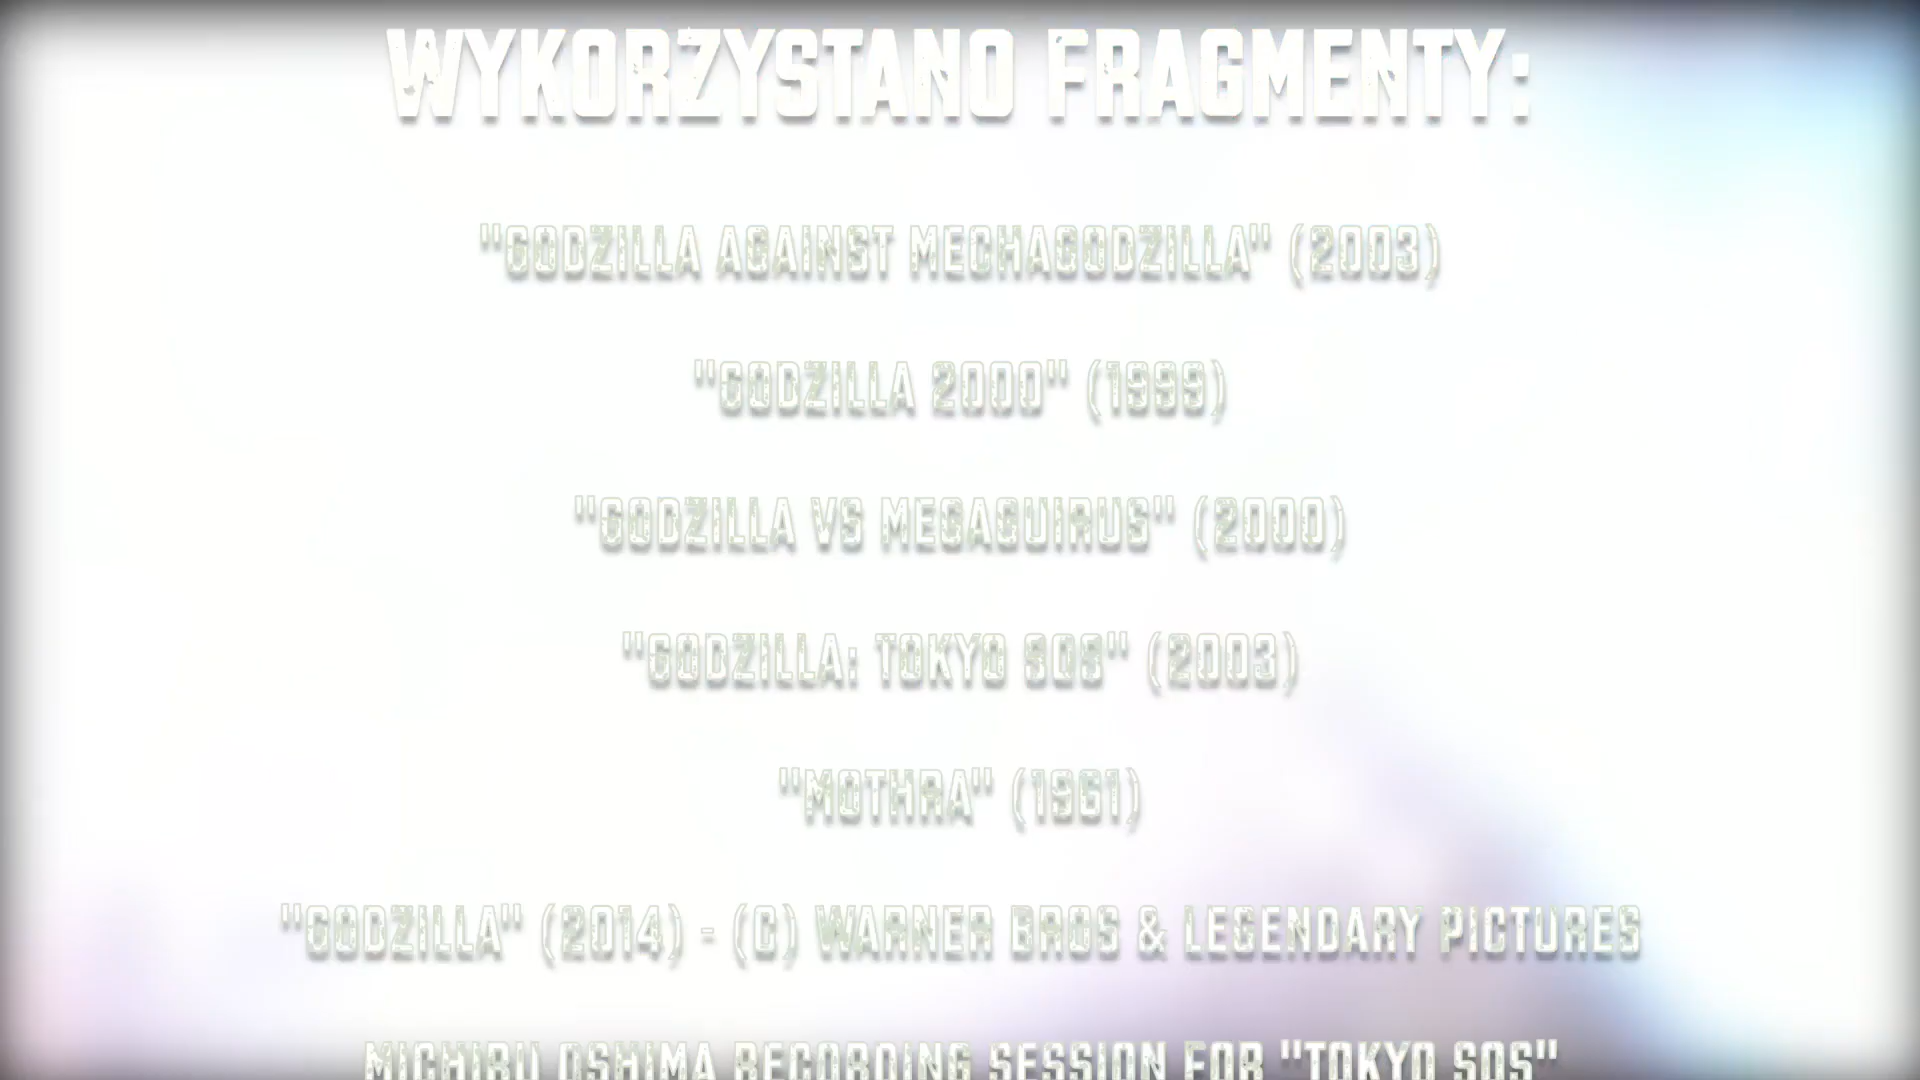 WYKORZYSTANO FRAGMENTY:
"GODZILLA AGAINST MECHAGODZILLA" (2003)
"GODZILLA 2000" (1999)
"GODZILLA VS MEGAGUIRUS" (2000)
"GODZILLA: TOKYO SOS" (2003)
"MOTHRA" (1961)
"GODZILLA" (2014) - (C) WARNER BROS & LEGENDARY PICTURES
MICHIRU OSHIMA RECORDING SESSION FOR "TOKYO SOS"